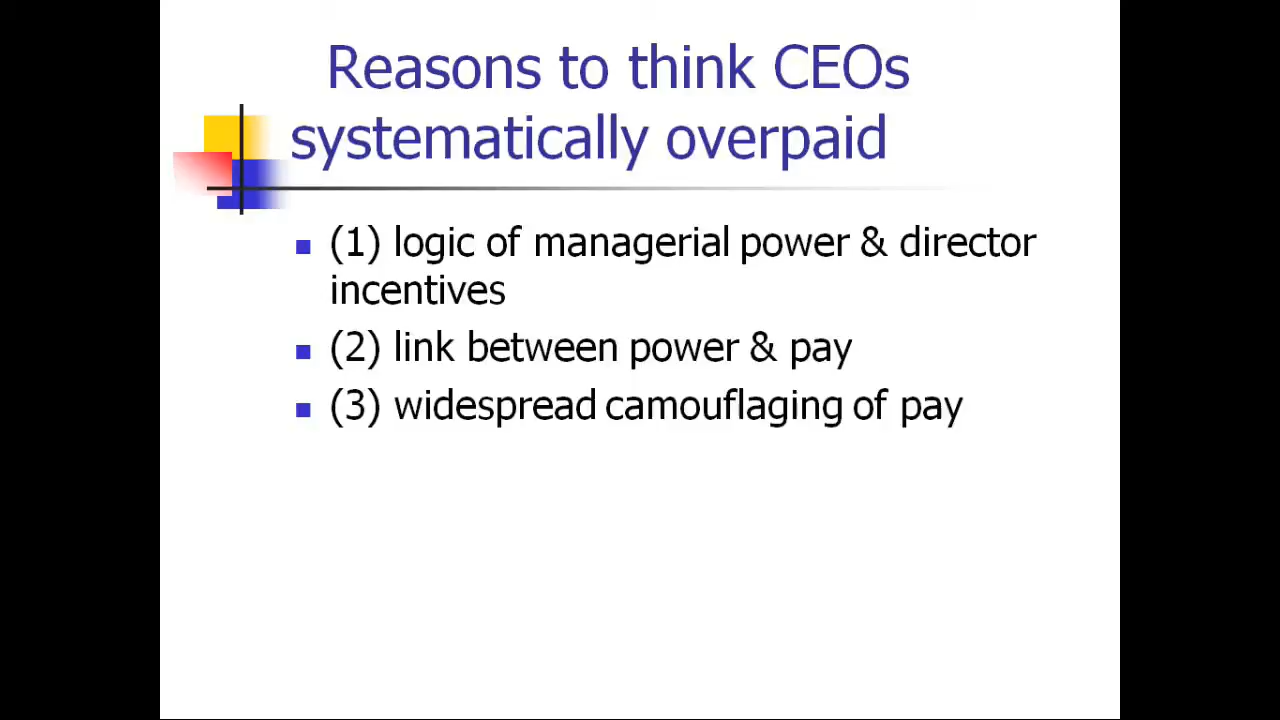 Reasons to think CEOs
systematically overpaid
(1) logic of managerial power & director
incentives
(2) link between power & pay
(3) widespread camouflaging of pay